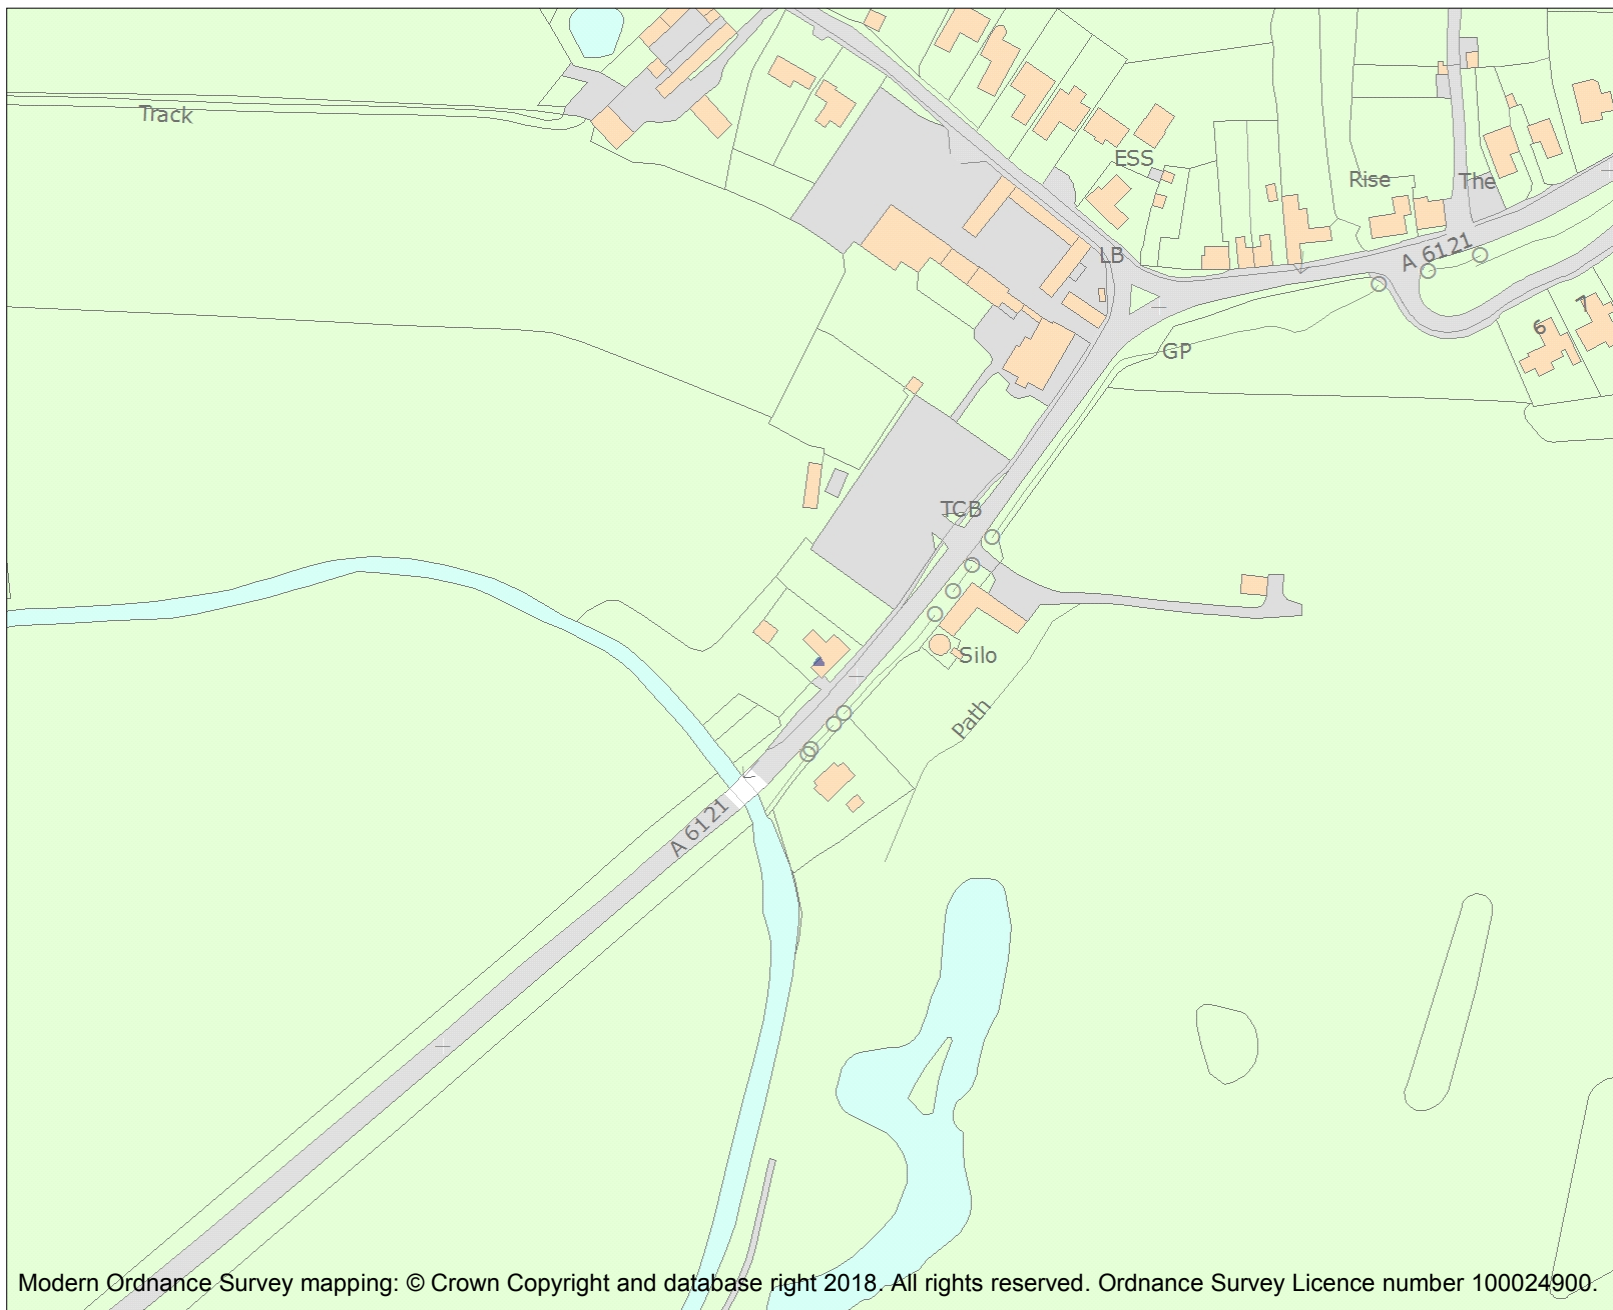 Track
ESS
Rise
The
A 6121
LB
7
6
GP
TCB
Silo
Path
A 6121
Modern Ordnance Survey mapping: © Crown Copyright and database right 2018. All rights reserved. Ordnance Survey Licence number 100024900.